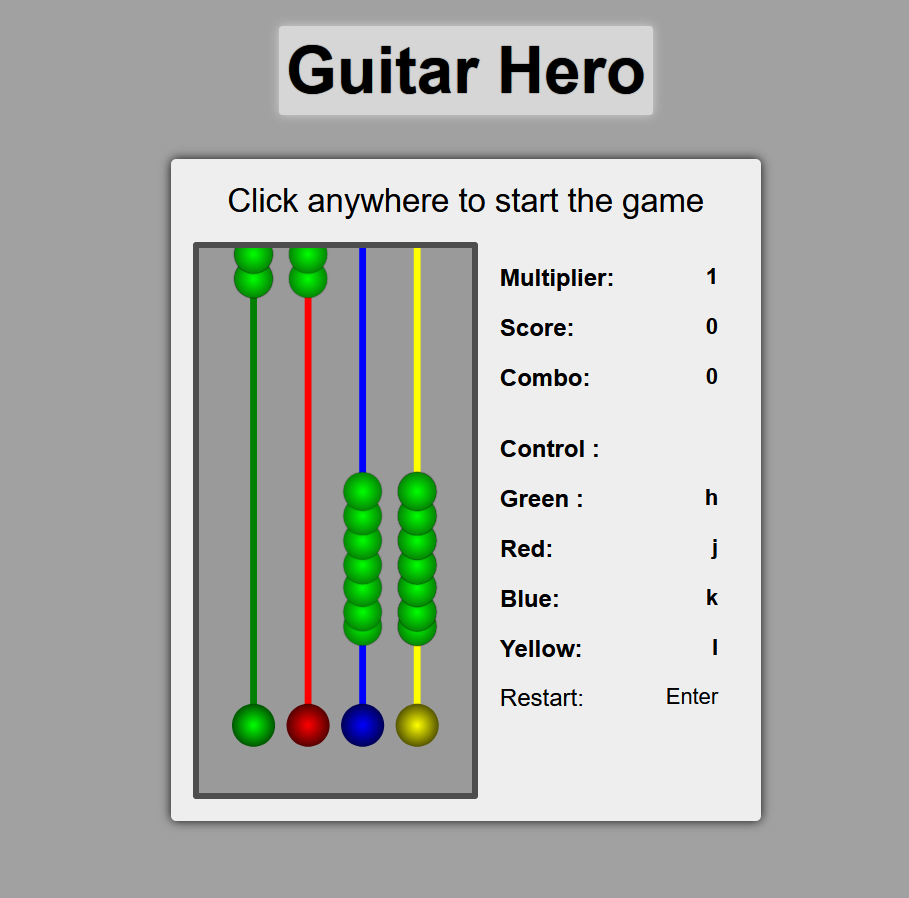 Guitar Hero
Click anywhere to start the game
Multiplier: 1
Score: 0
Combo: 0
Control :
Green : h
Red: j
Blue: k
Yellow: l
Restart: Enter